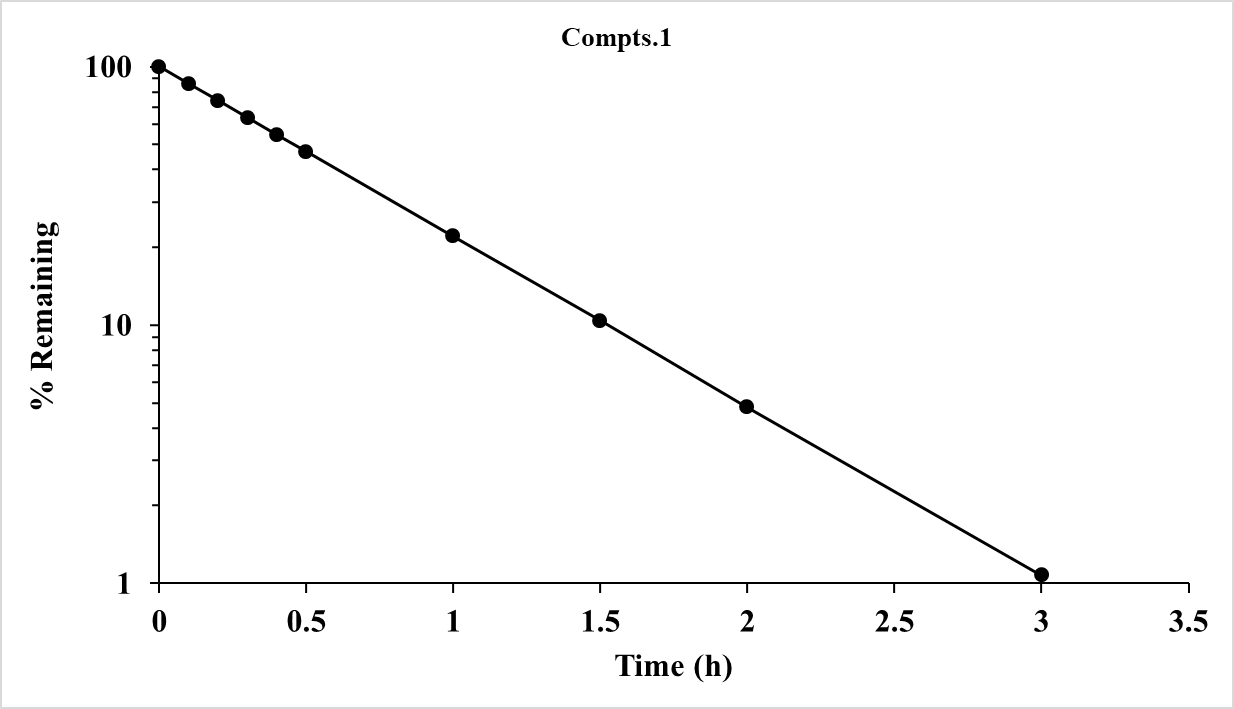 Compts.1
100
10
1
% Remaining
0 0.5 1 1.5 2 2.5 3 3.5
Time (h)